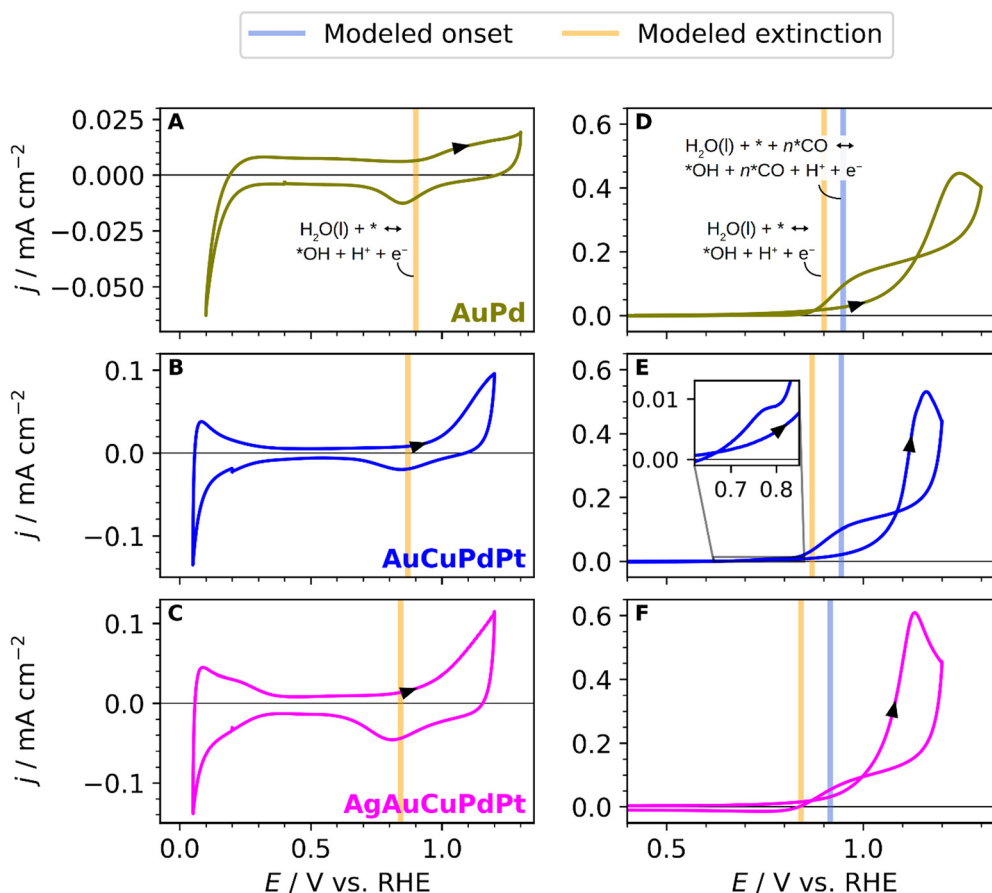 Modeled onset
Modeled extinction
A
0.025
0.000
−0.025
−0.050
j / mA cm⁻²
H₂O(l) + * ↔
*OH + H⁺ + e⁻
AuPd
D
0.6
0.4
0.2
0.0
H₂O(l) + * + n*CO ↔
*OH + n*CO + H⁺ + e⁻
H₂O(l) + * ↔
*OH + H⁺ + e⁻
B
0.1
0.0
−0.1
j / mA cm⁻²
AuCuPdPt
E
0.6
0.4
0.2
0.0
0.01
0.00
0.7 0.8
C
0.1
0.0
−0.1
j / mA cm⁻²
AgAuCuPdPt
0.0 0.5 1.0
E / V vs. RHE
F
0.6
0.4
0.2
0.0
0.5 1.0
E / V vs. RHE